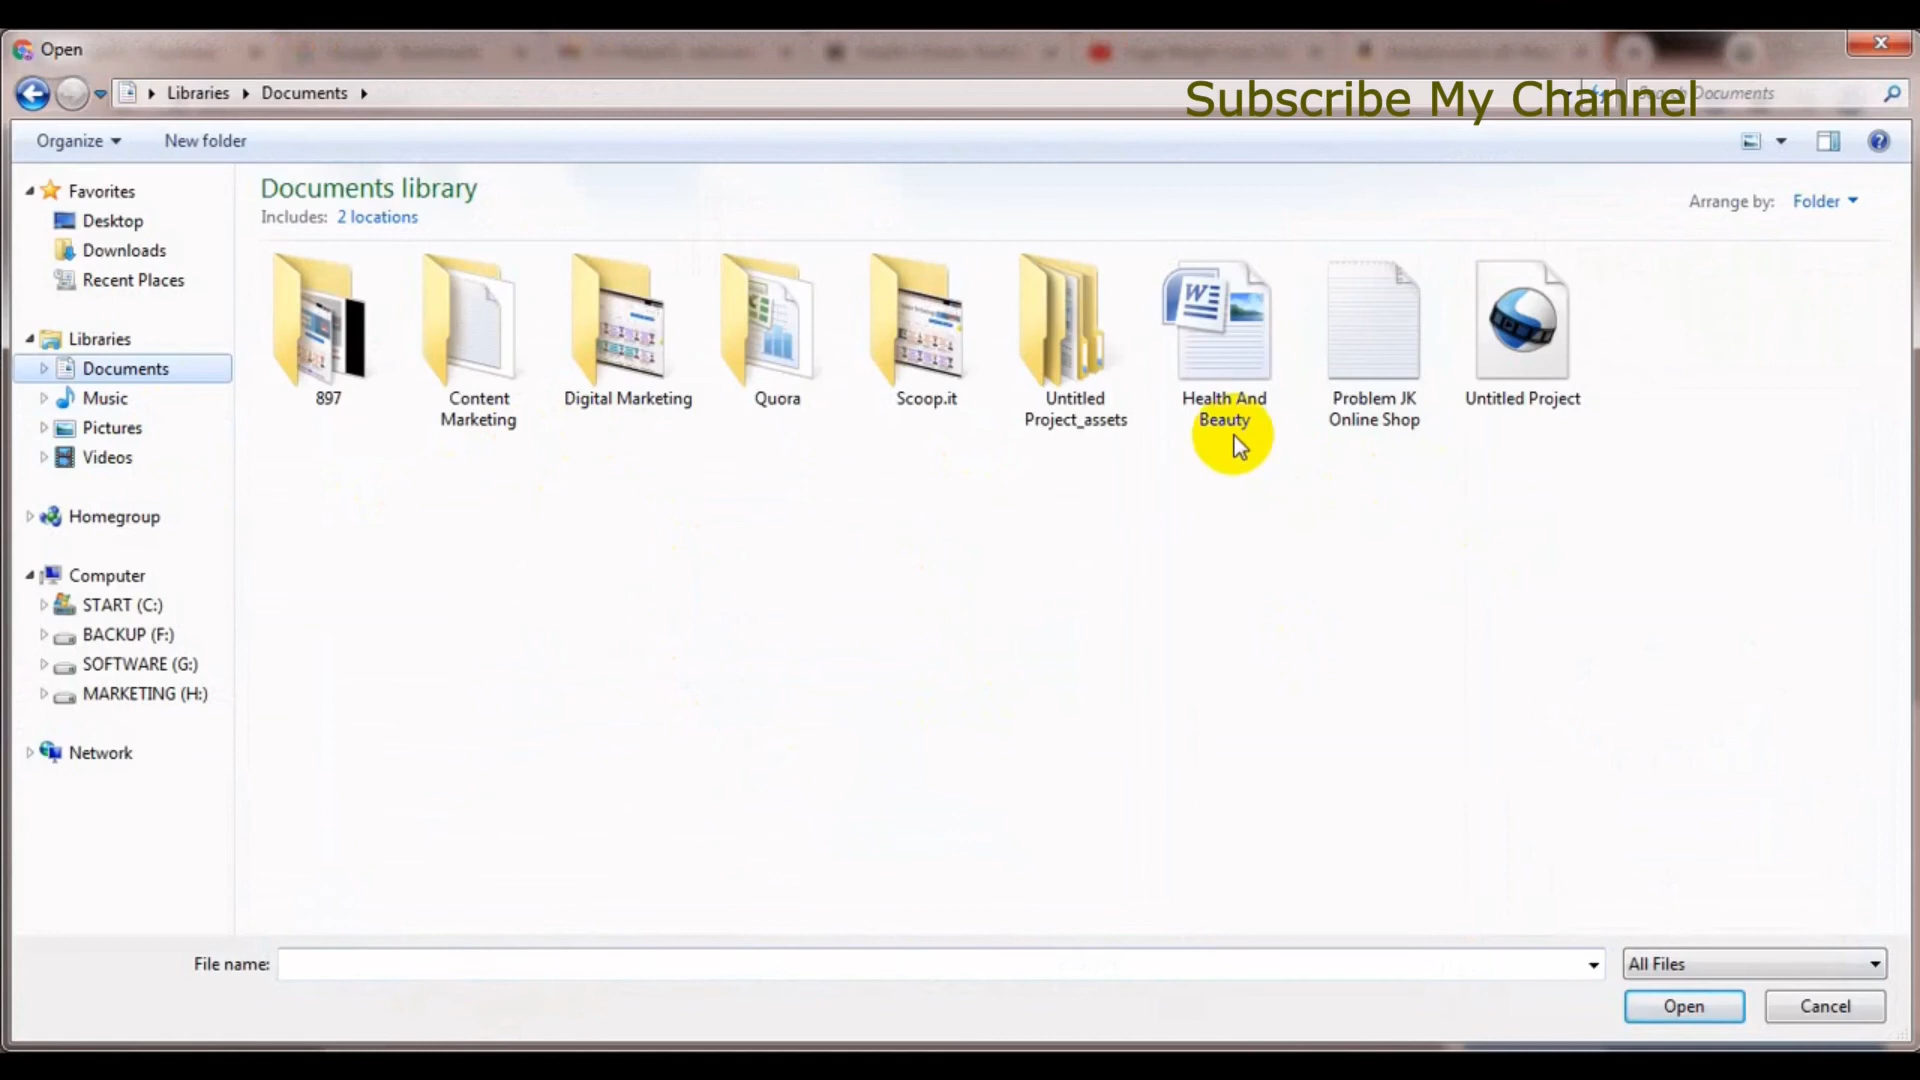 Open
Subscribe My Channel
Libraries
Documents
Documents
Organize
New folder
Documents library
Includes: 2 locations
Arrange by: Folder
Favorites
Desktop
Downloads
Recent Places
Libraries
Documents
Music
Pictures
Videos
Homegroup
Computer
START (C:)
BACKUP (F:)
SOFTWARE (G:)
MARKETING (H:)
Network
897
Content
Marketing
Digital Marketing
Quora
Scoop.it
Untitled
Project_assets
Health And
Beauty
Problem JK
Online Shop
Untitled Project
File name:
All Files
Open
Cancel